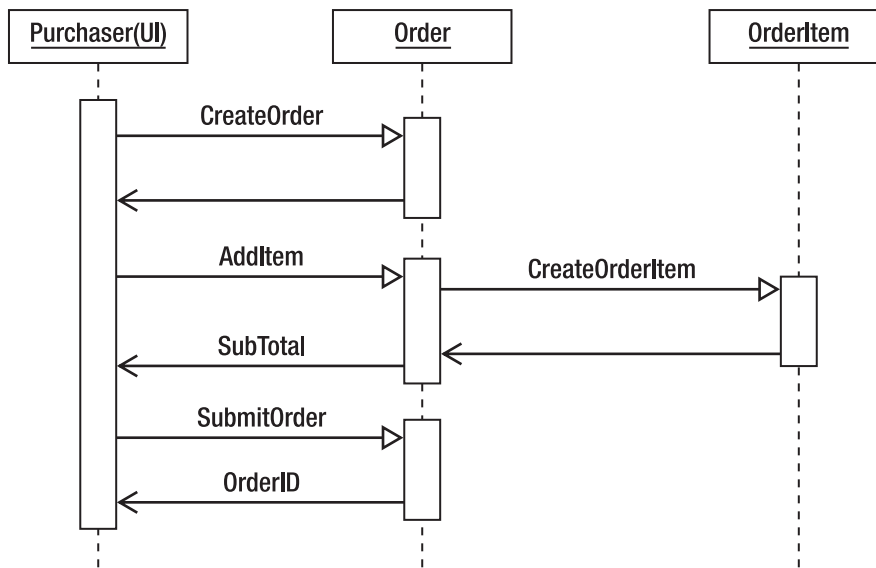 Purchaser(UI)
Order
OrderItem
CreateOrder
AddItem
CreateOrderItem
SubTotal
SubmitOrder
OrderID